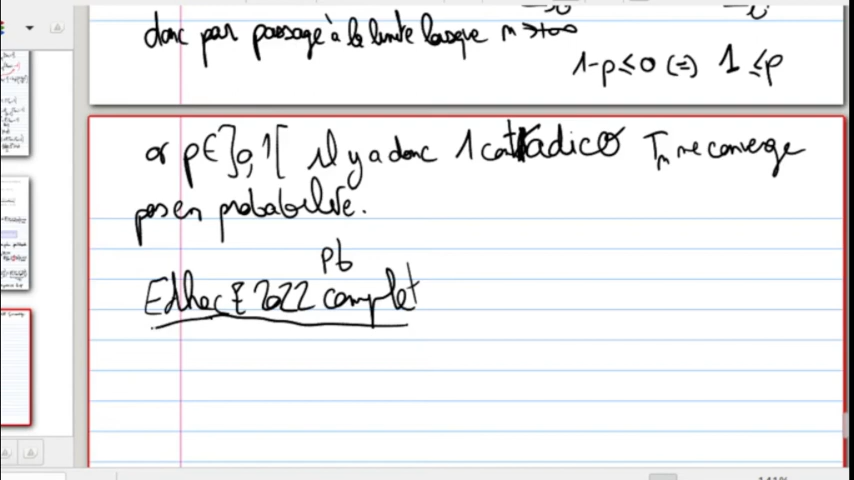 donc par passage à la limite lorsque n→+∞
1-p≤0 (=) 1≤p
or p∈]0,1[ il y a donc 1 contradico Tn ne converge
pas en probabilité.
pb
Edhec E 2022 complet